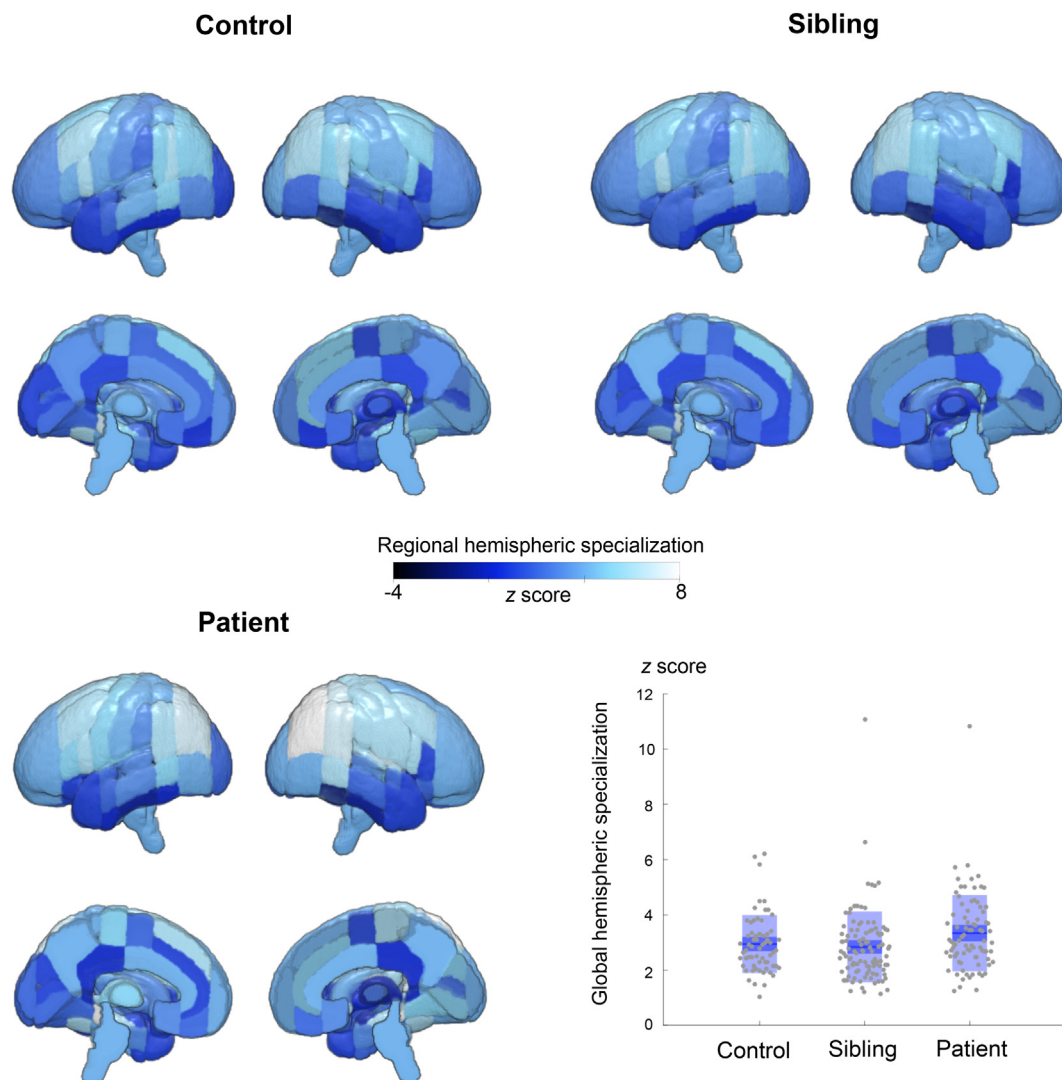 Control
Sibling
Regional hemispheric specialization
-4
z score
8
Patient
z score
Global hemispheric specialization
12
10
8
6
4
2
0
Control
Sibling
Patient